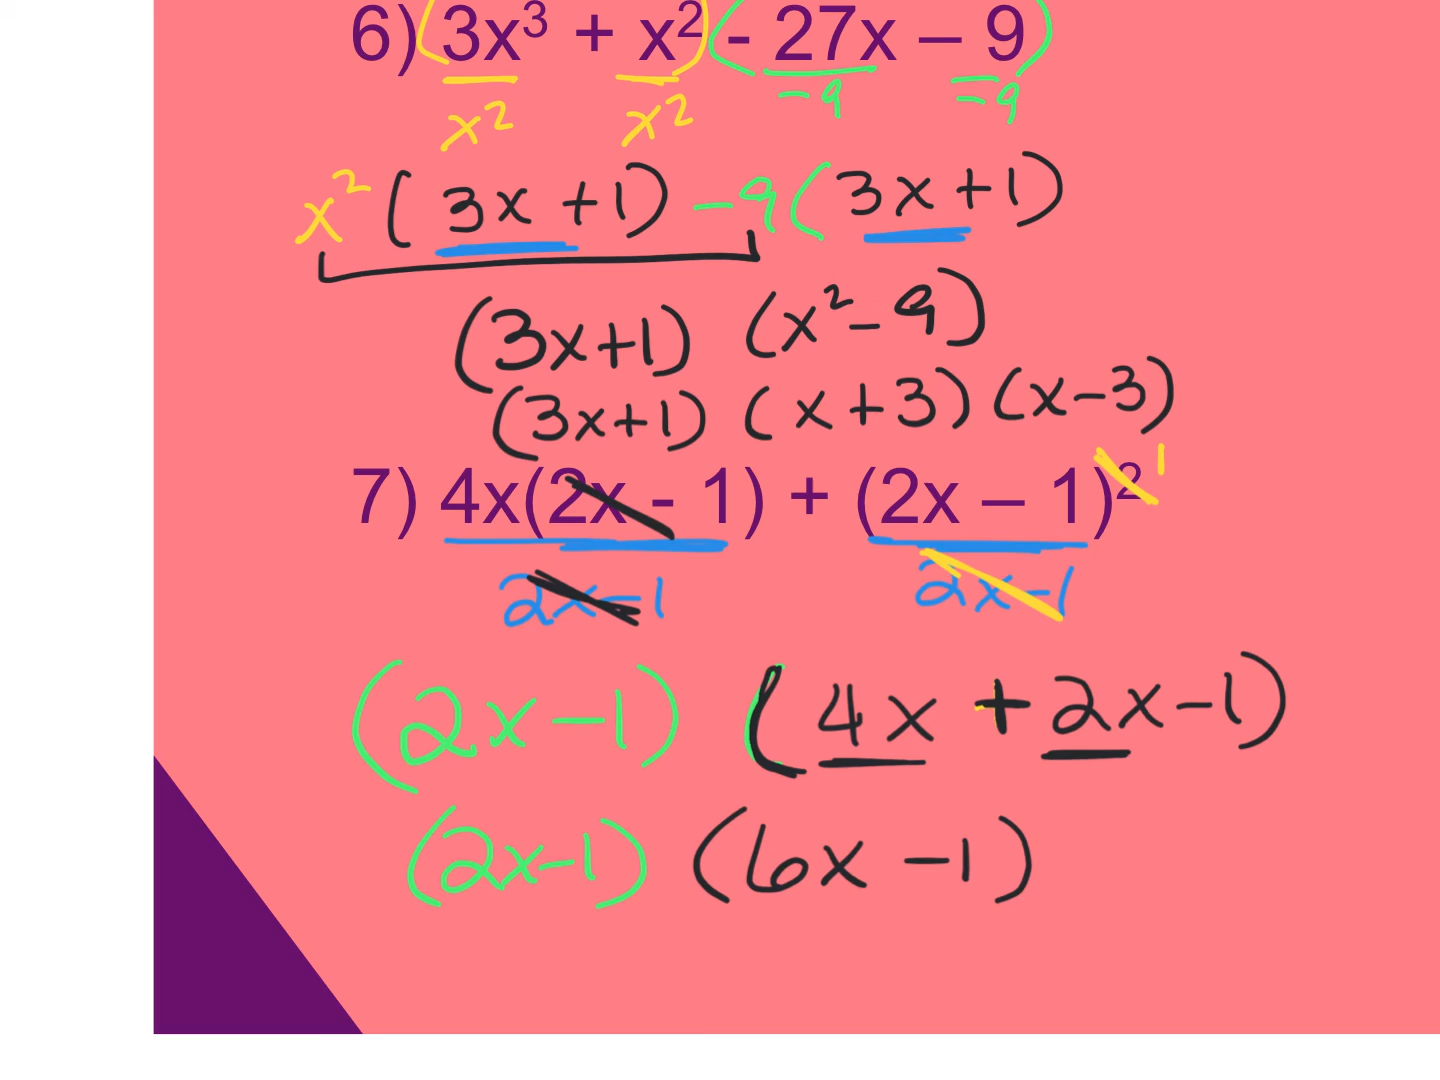 6) (3x³ + x²) (- 27x – 9)
x² x² -9 -9
x² (3x +1) -9 (3x +1)
(3x+1) (x²-9)
(3x+1) (x+3) (x-3)
7) 4x(2x - 1) + (2x – 1)² 1
2x-1 2x-1
(2x-1) (4x + 2x-1)
(2x-1) (6x -1)